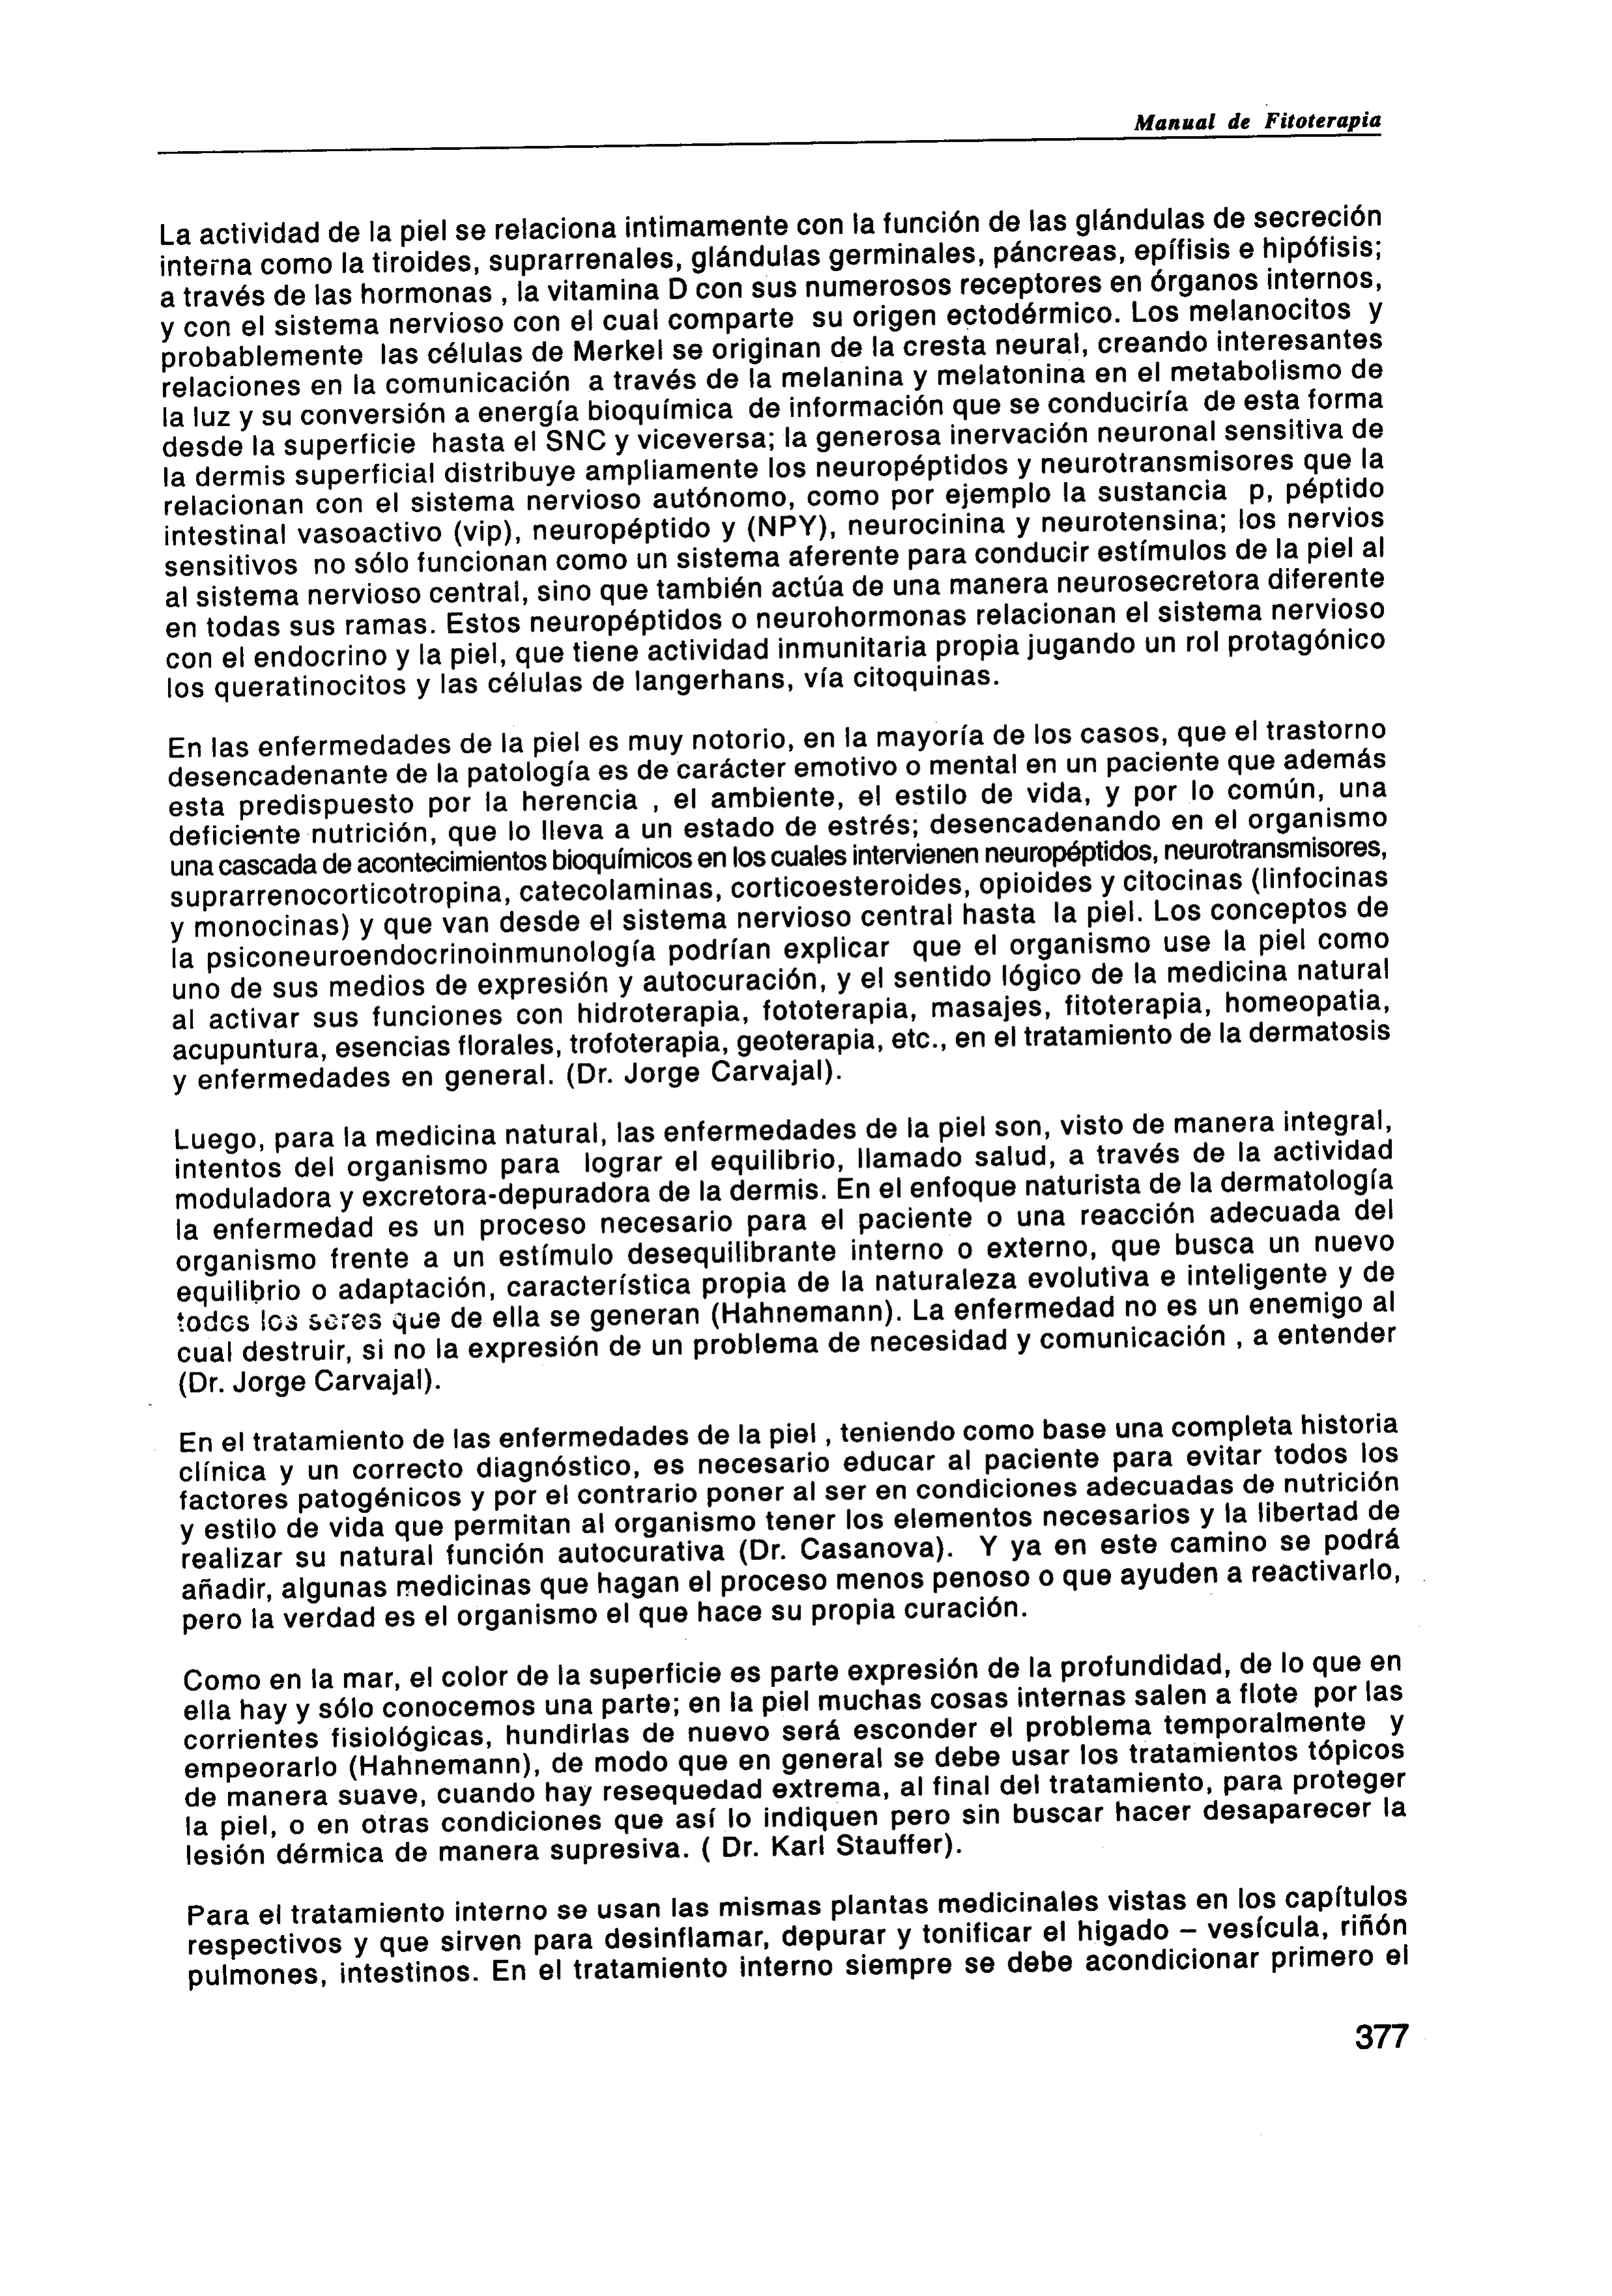 Manual de Fitoterapia
La actividad de la piel se relaciona intimamente con la función de las glándulas de secreción
interna como la tiroides, suprarrenales, glándulas germinales, páncreas, epífisis e hipófisis;
a través de las hormonas , la vitamina D con sus numerosos receptores en órganos internos,
y con el sistema nervioso con el cual comparte su origen ectodérmico. Los melanocitos y
probablemente las células de Merkel se originan de la cresta neural, creando interesantes
relaciones en la comunicación a través de la melanina y melatonina en el metabolismo de
la luz y su conversión a energía bioquímica de información que se conduciría de esta forma
desde la superficie hasta el SNC y viceversa; la generosa inervación neuronal sensitiva de
la dermis superficial distribuye ampliamente los neuropéptidos y neurotransmisores que la
relacionan con el sistema nervioso autónomo, como por ejemplo la sustancia p, péptido
intestinal vasoactivo (vip), neuropéptido y (NPY), neurocinina y neurotensina; los nervios
sensitivos no sólo funcionan como un sistema aferente para conducir estímulos de la piel al
al sistema nervioso central, sino que también actúa de una manera neurosecretora diferente
en todas sus ramas. Estos neuropéptidos o neurohormonas relacionan el sistema nervioso
con el endocrino y la piel, que tiene actividad inmunitaria propia jugando un rol protagónico
los queratinocitos y las células de langerhans, vía citoquinas.
En las enfermedades de la piel es muy notorio, en la mayoría de los casos, que el trastorno
desencadenante de la patología es de carácter emotivo o mental en un paciente que además
esta predispuesto por la herencia , el ambiente, el estilo de vida, y por lo común, una
deficiente nutrición, que lo lleva a un estado de estrés; desencadenando en el organismo
una cascada de acontecimientos bioquímicos en los cuales intervienen neuropéptidos, neurotransmisores,
suprarrenocorticotropina, catecolaminas, corticoesteroides, opioides y citocinas (linfocinas
y monocinas) y que van desde el sistema nervioso central hasta la piel. Los conceptos de
la psiconeuroendocrinoinmunología podrían explicar que el organismo use la piel como
uno de sus medios de expresión y autocuración, y el sentido lógico de la medicina natural
al activar sus funciones con hidroterapia, fototerapia, masajes, fitoterapia, homeopatia,
acupuntura, esencias florales, trofoterapia, geoterapia, etc., en el tratamiento de la dermatosis
y enfermedades en general. (Dr. Jorge Carvajal).
Luego, para la medicina natural, las enfermedades de la piel son, visto de manera integral,
intentos del organismo para lograr el equilibrio, llamado salud, a través de la actividad
moduladora y excretora-depuradora de la dermis. En el enfoque naturista de la dermatología
la enfermedad es un proceso necesario para el paciente o una reacción adecuada del
organismo frente a un estímulo desequilibrante interno o externo, que busca un nuevo
equilibrio o adaptación, característica propia de la naturaleza evolutiva e inteligente y de
todos los seres que de ella se generan (Hahnemann). La enfermedad no es un enemigo al
cual destruir, si no la expresión de un problema de necesidad y comunicación , a entender
(Dr. Jorge Carvajal).
En el tratamiento de las enfermedades de la piel , teniendo como base una completa historia
clínica y un correcto diagnóstico, es necesario educar al paciente para evitar todos los
factores patogénicos y por el contrario poner al ser en condiciones adecuadas de nutrición
y estilo de vida que permitan al organismo tener los elementos necesarios y la libertad de
realizar su natural función autocurativa (Dr. Casanova). Y ya en este camino se podrá
añadir, algunas medicinas que hagan el proceso menos penoso o que ayuden a reactivarlo,
pero la verdad es el organismo el que hace su propia curación.
Como en la mar, el color de la superficie es parte expresión de la profundidad, de lo que en
ella hay y sólo conocemos una parte; en la piel muchas cosas internas salen a flote por las
corrientes fisiológicas, hundirlas de nuevo será esconder el problema temporalmente y
empeorarlo (Hahnemann), de modo que en general se debe usar los tratamientos tópicos
de manera suave, cuando hay resequedad extrema, al final del tratamiento, para proteger
la piel, o en otras condiciones que así lo indiquen pero sin buscar hacer desaparecer la
lesión dérmica de manera supresiva. ( Dr. Karl Stauffer).
Para el tratamiento interno se usan las mismas plantas medicinales vistas en los capítulos
respectivos y que sirven para desinflamar, depurar y tonificar el higado – vesícula, riñón
pulmones, intestinos. En el tratamiento interno siempre se debe acondicionar primero el
377